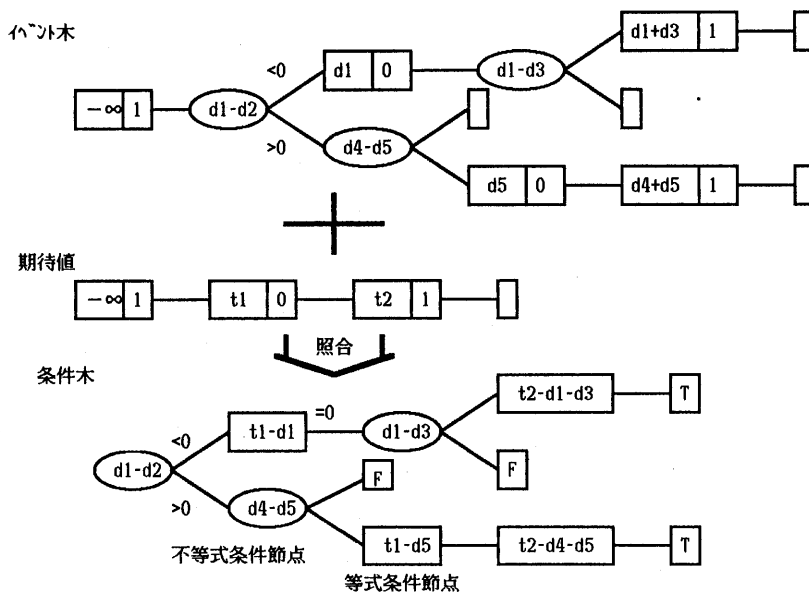 イベント木
d1+d3 1
<0 d1 0 d1-d3
-∞ 1 d1-d2
>0 d4-d5
d5 0 d4+d5 1
期待値
-∞ 1 t1 0 t2 1
照合
条件木
t2-d1-d3 T
<0 t1-d1 =0 d1-d3
d1-d2 F F
>0 d4-d5
t1-d5 t2-d4-d5 T
不等式条件節点
等式条件節点